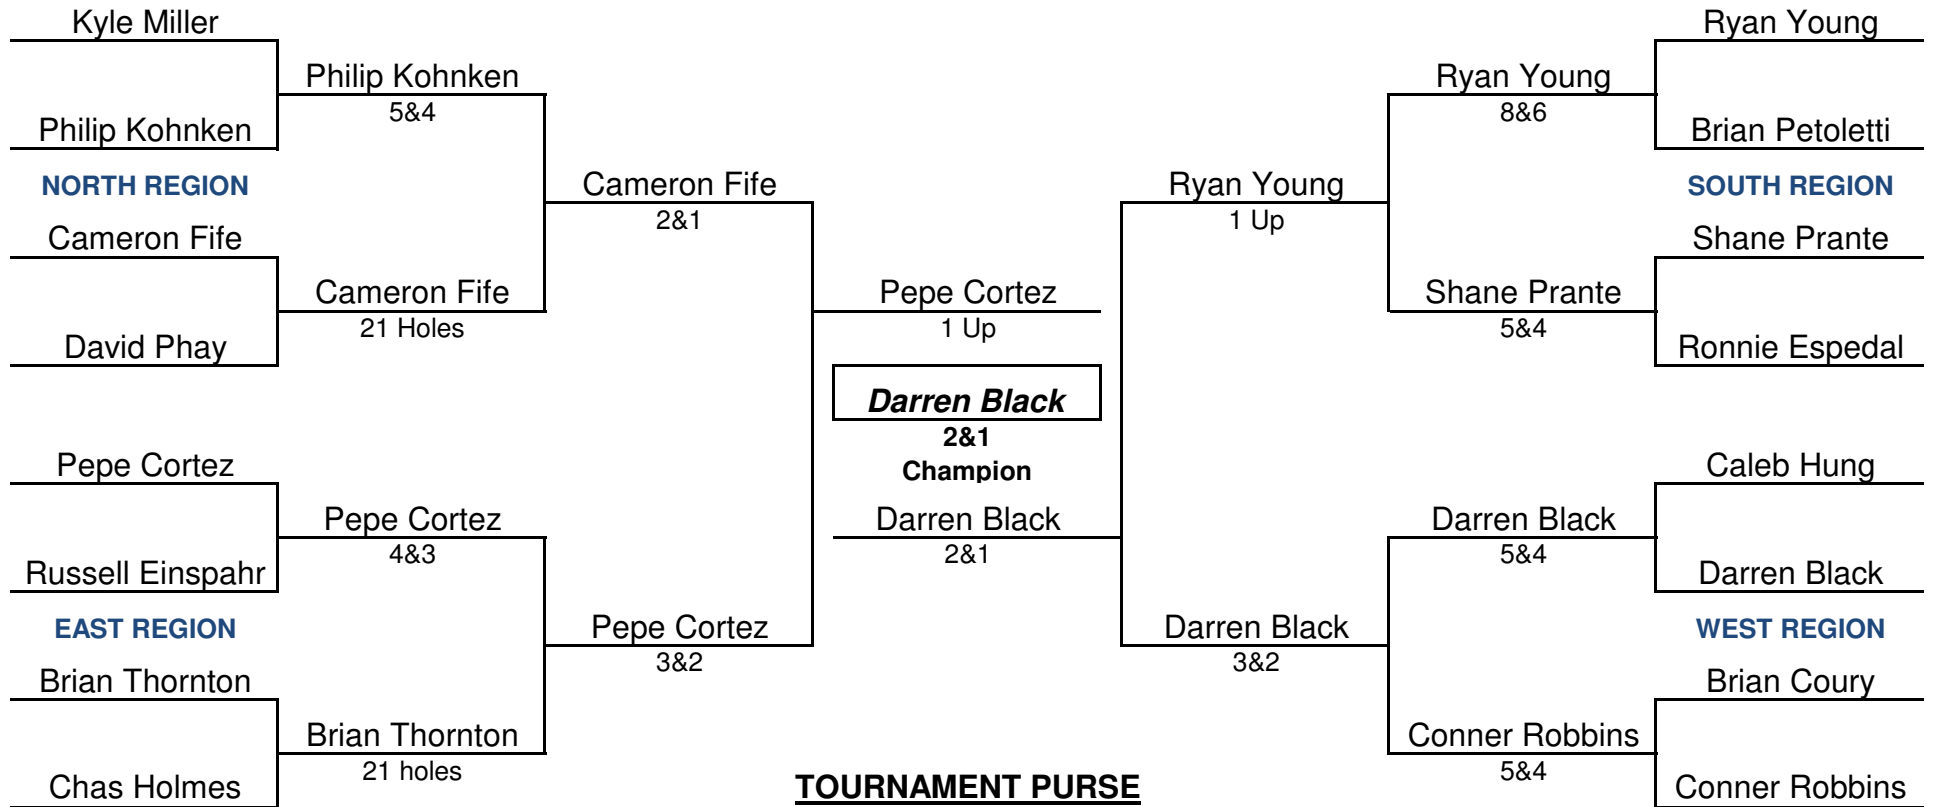 Kyle Miller
Ryan Young
Philip Kohnken
Ryan Young
5&4
8&6
Philip Kohnken
Brian Petoletti
NORTH REGION
Cameron Fife
Ryan Young
SOUTH REGION
2&1
1 Up
Cameron Fife
Shane Prante
Cameron Fife
Pepe Cortez
Shane Prante
21 Holes
1 Up
5&4
David Phay
Ronnie Espedal
Darren Black
2&1
Champion
Pepe Cortez
Caleb Hung
Pepe Cortez
Darren Black
Darren Black
4&3
2&1
5&4
Russell Einspahr
Darren Black
EAST REGION
Pepe Cortez
Darren Black
WEST REGION
3&2
3&2
Brian Thornton
Brian Coury
Brian Thornton
Conner Robbins
21 holes
5&4
Chas Holmes
TOURNAMENT PURSE
Conner Robbins